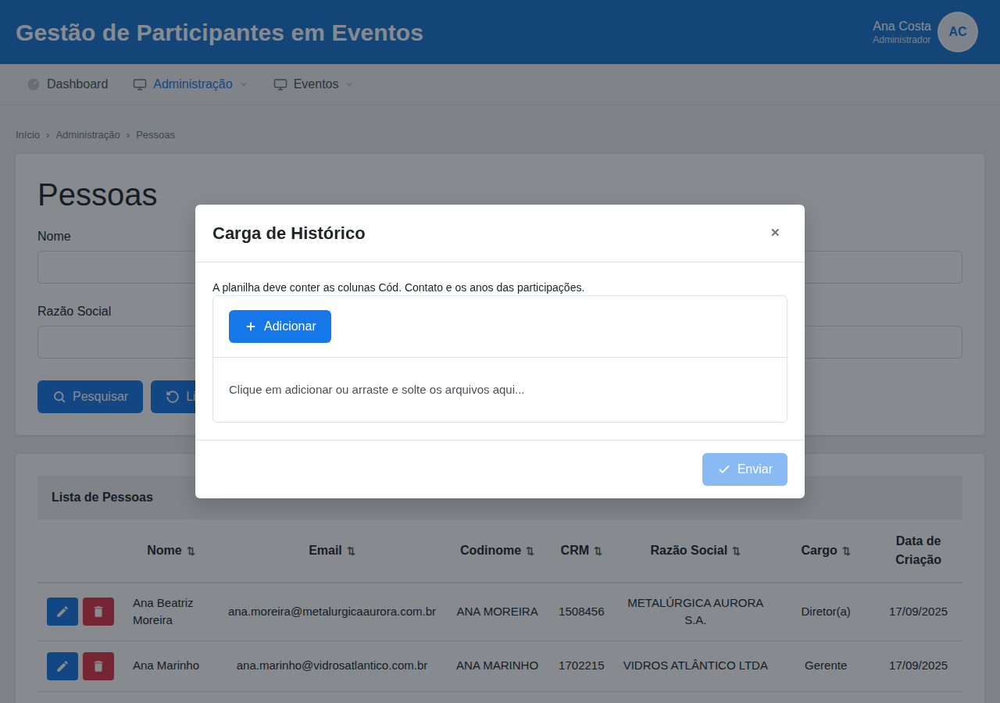 Gestão de Participantes em Eventos
Ana Costa
Administrador
AC
Dashboard
Administração
Eventos
Início › Administração › Pessoas
Pessoas
Nome
Razão Social
Pesquisar
Li
Carga de Histórico
×
A planilha deve conter as colunas Cód. Contato e os anos das participações.
Adicionar
Clique em adicionar ou arraste e solte os arquivos aqui...
Enviar
Lista de Pessoas
Nome ⇅ Email ⇅ Codinome ⇅ CRM ⇅ Razão Social ⇅ Cargo ⇅ Data de
Criação
Ana Beatriz
Moreira
ana.moreira@metalurgicaaurora.com.br
ANA MOREIRA
1508456
METALÚRGICA AURORA
S.A.
Diretor(a)
17/09/2025
Ana Marinho
ana.marinho@vidrosatlantico.com.br
ANA MARINHO
1702215
VIDROS ATLÂNTICO LTDA
Gerente
17/09/2025